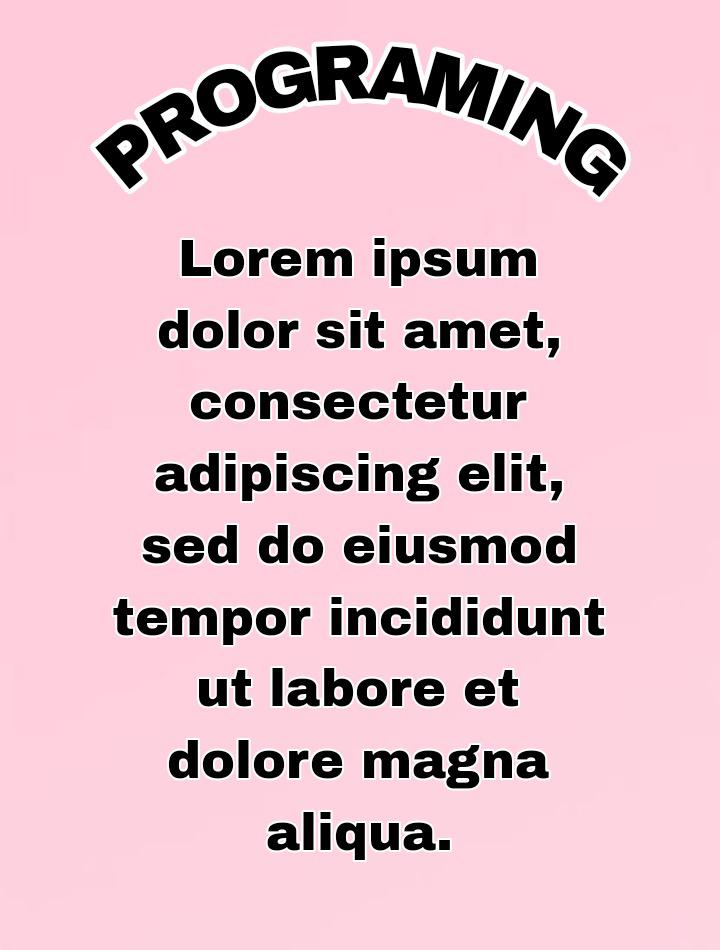 PROGRAMING
Lorem ipsum
dolor sit amet,
consectetur
adipiscing elit,
sed do eiusmod
tempor incididunt
ut labore et
dolore magna
aliqua.